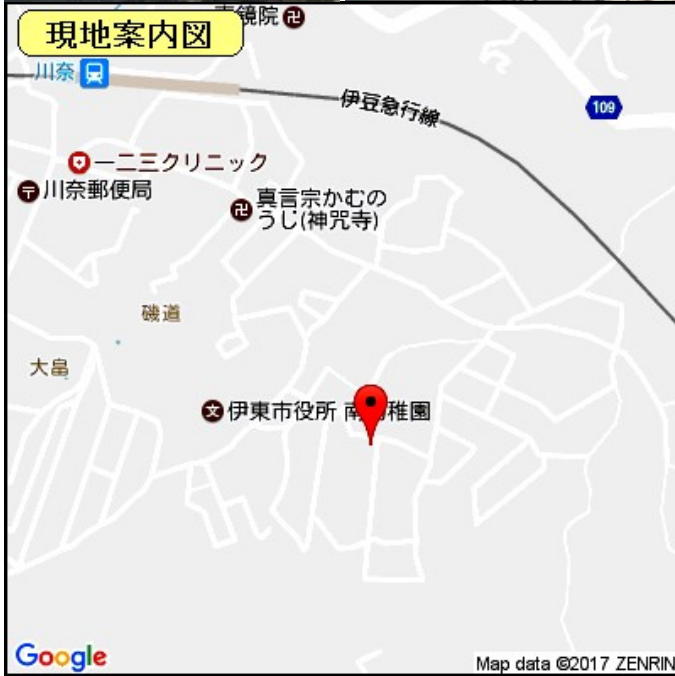 現地案内図
鏡院
川奈
伊豆急行線
109
一二三クリニック
川奈郵便局
真言宗かむの
うじ(神咒寺)
磯道
大畠
伊東市役所 南 稚園
Google
Map data ©2017 ZENRIN